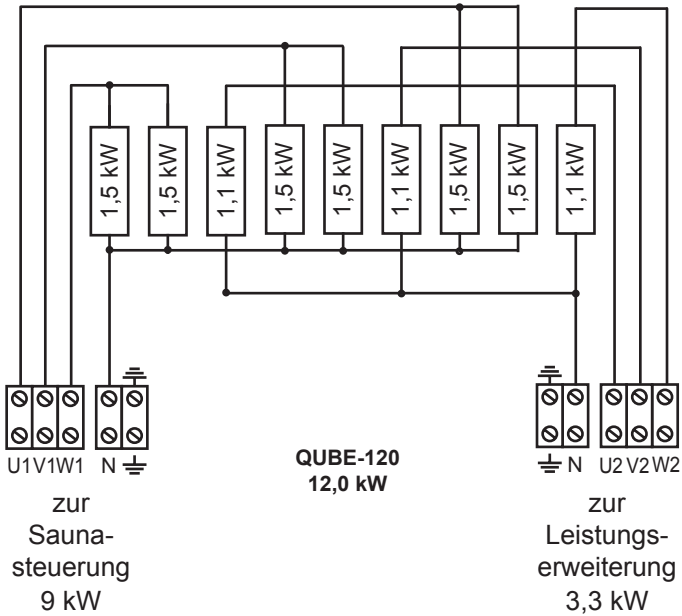 1,5 kW
1,5 kW
1,1 kW
1,5 kW
1,5 kW
1,1 kW
1,5 kW
1,5 kW
1,1 kW
U1 V1 W1 N
N U2 V2 W2
QUBE-120
12,0 kW
zur
Sauna-
steuerung
9 kW
zur
Leistungs-
erweiterung
3,3 kW